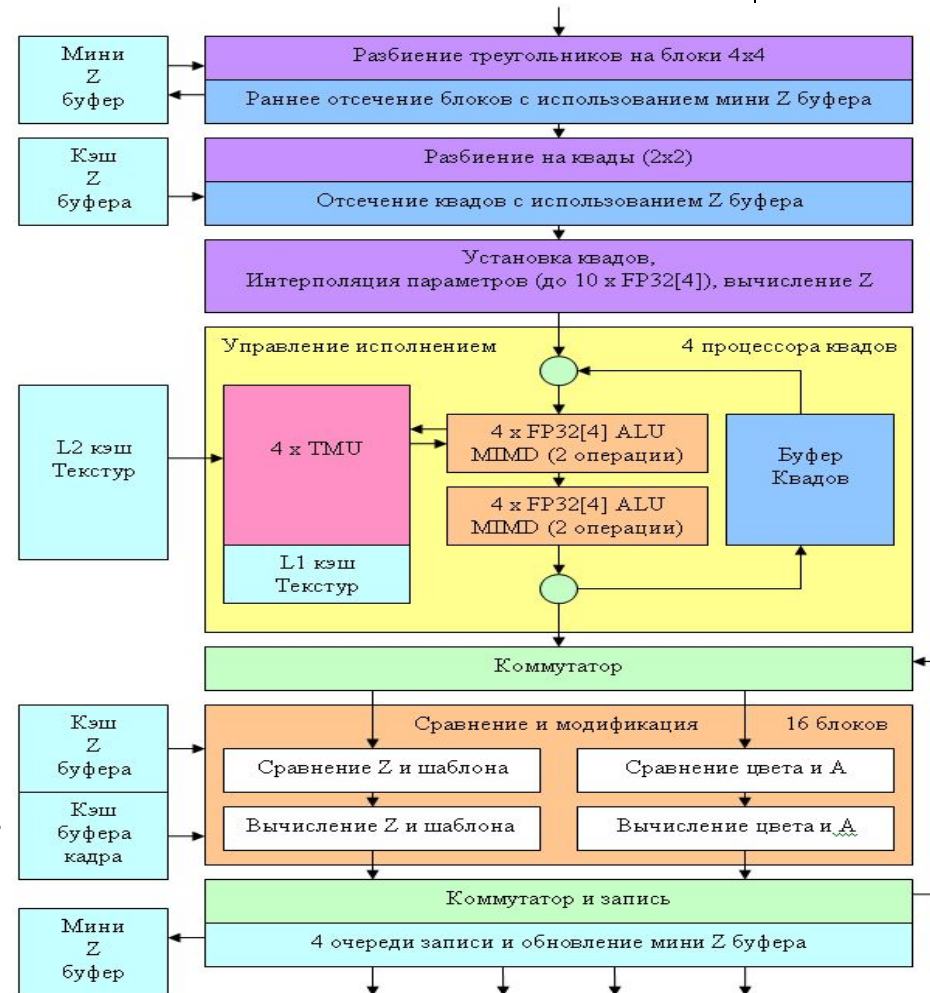 Мини
Z
буфер
Разбиение треугольников на блоки 4x4
Раннее отсечение блоков с использованием мини Z буфера
Кэш
Z
буфера
Разбиение на квады (2x2)
Отсечение квадов с использованием Z буфера
Установка квадов,
Интерполяция параметров (до 10 x FP32[4]), вычисление Z
Управление исполнением
4 процессора квадов
L2 кэш
Текстур
4 x TMU
L1 кэш
Текстур
4 x FP32[4] ALU
MIMD (2 операции)
4 x FP32[4] ALU
MIMD (2 операции)
Буфер
Квадов
Коммутатор
Кэш
Z
буфера
Кэш
буфера
кадра
Сравнение и модификация
16 блоков
Сравнение Z и шаблона
Сравнение цвета и A
Вычисление Z и шаблона
Вычисление цвета и A
Коммутатор и запись
4 очереди записи и обновление мини Z буфера
Мини
Z
буфер